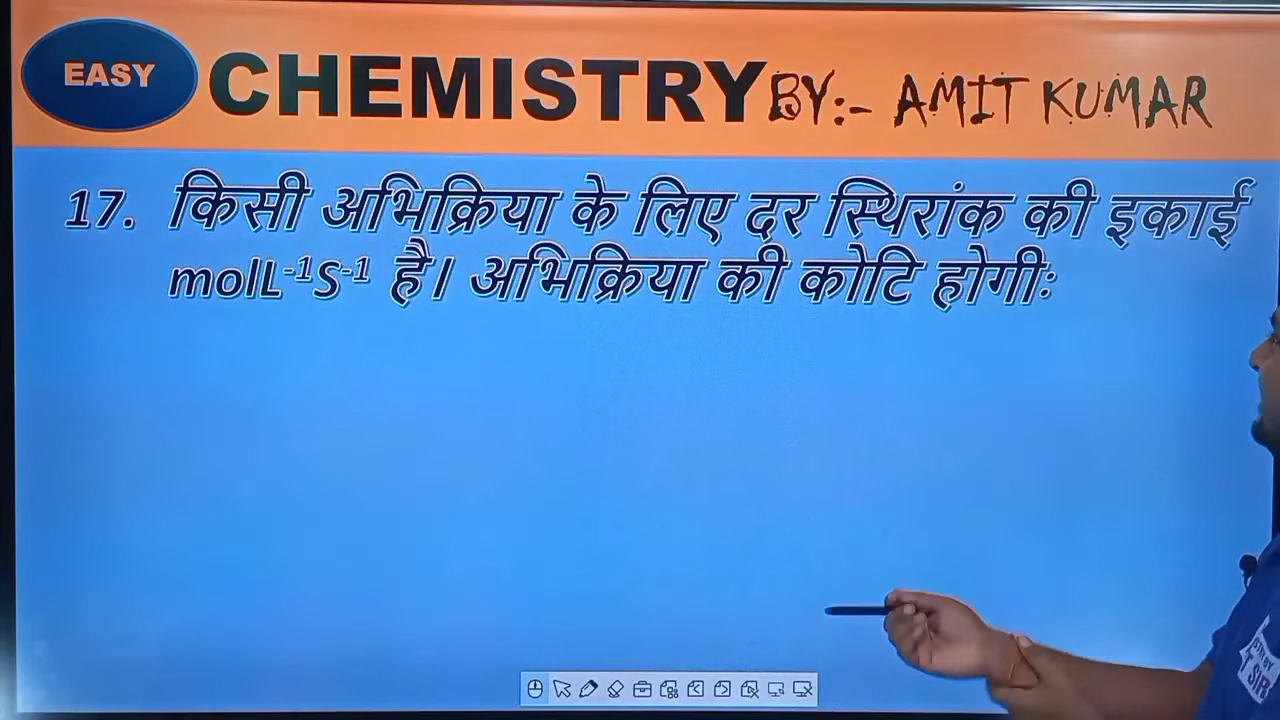 EASY
CHEMISTRY BY:- AMIT KUMAR
17. किसी अभिक्रिया के लिए दर स्थिरांक की इकाई
molL⁻¹S⁻¹ है। अभिक्रिया की कोटि होगीः